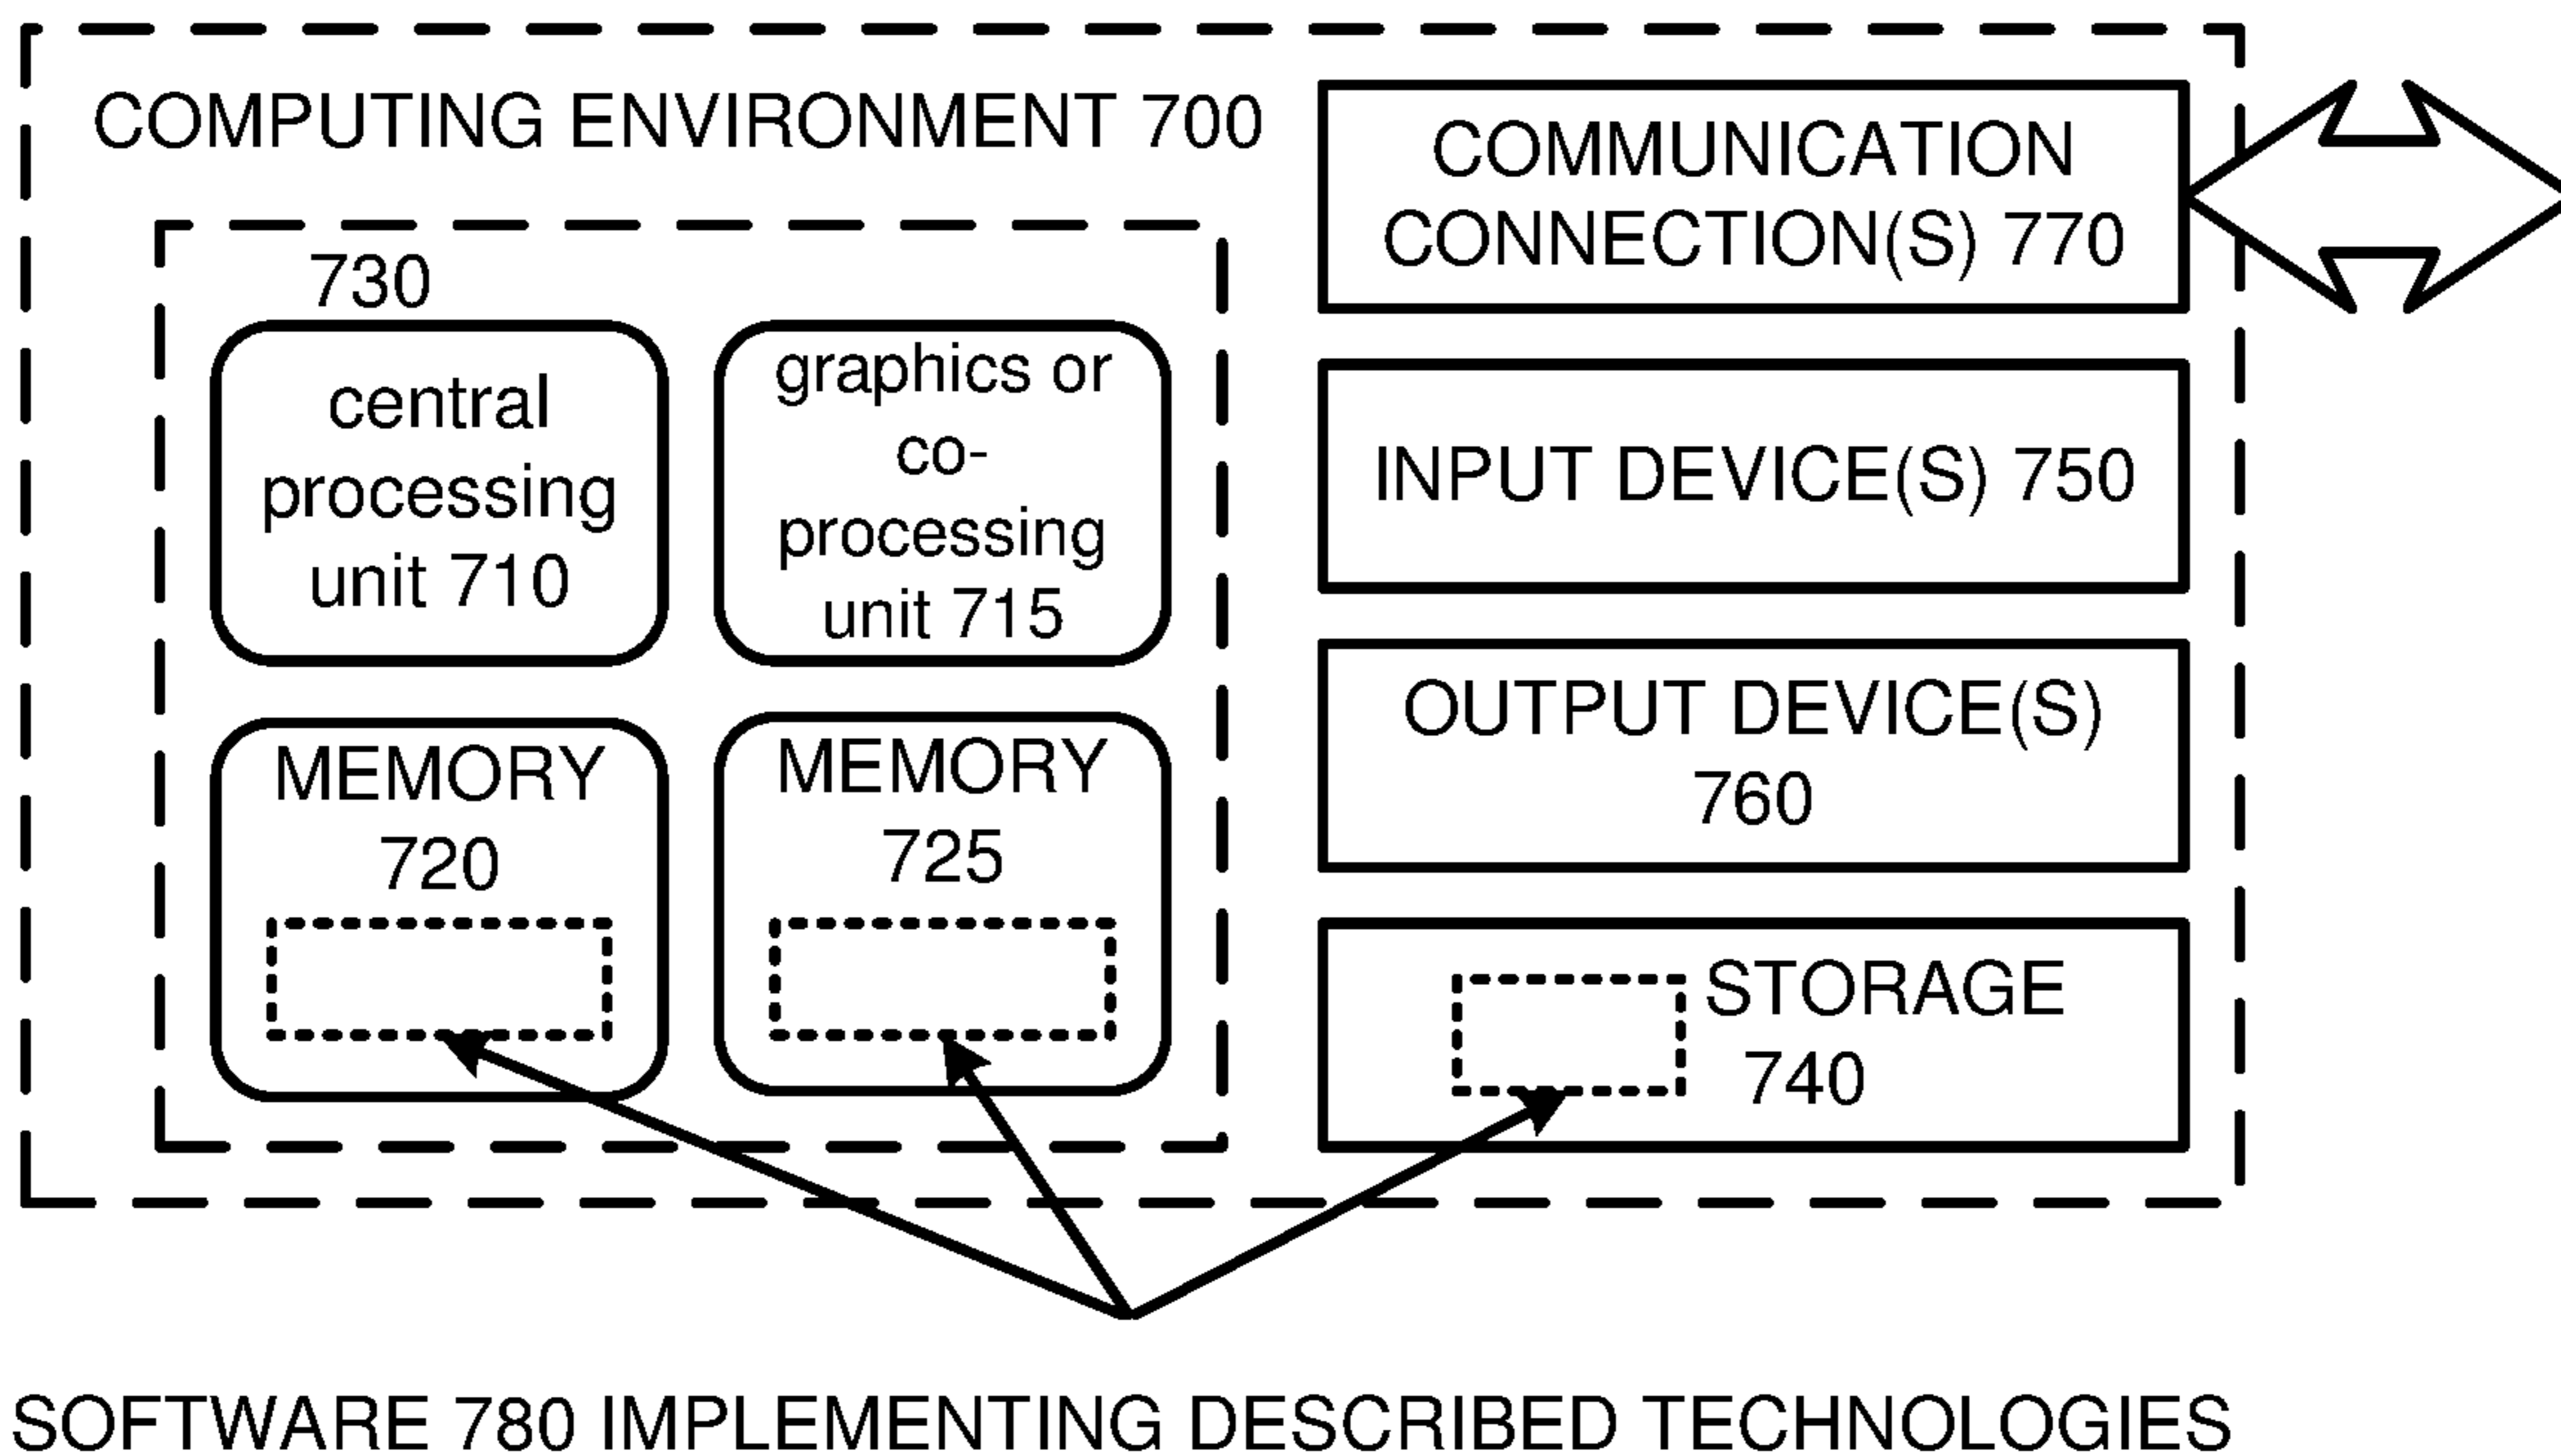 COMPUTING ENVIRONMENT 700
730
central
processing
unit 710
graphics or
co-
processing
unit 715
MEMORY
720
MEMORY
725
COMMUNICATION
CONNECTION(S) 770
INPUT DEVICE(S) 750
OUTPUT DEVICE(S)
760
STORAGE
740
SOFTWARE 780 IMPLEMENTING DESCRIBED TECHNOLOGIES